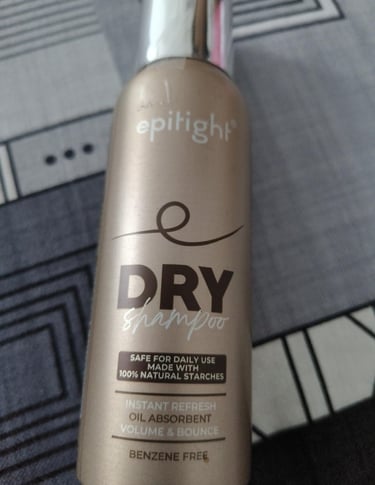 epitight®
DRY
shampoo
SAFE FOR DAILY USE
MADE WITH
100% NATURAL STARCHES
INSTANT REFRESH
OIL ABSORBENT
VOLUME & BOUNCE
BENZENE FREE